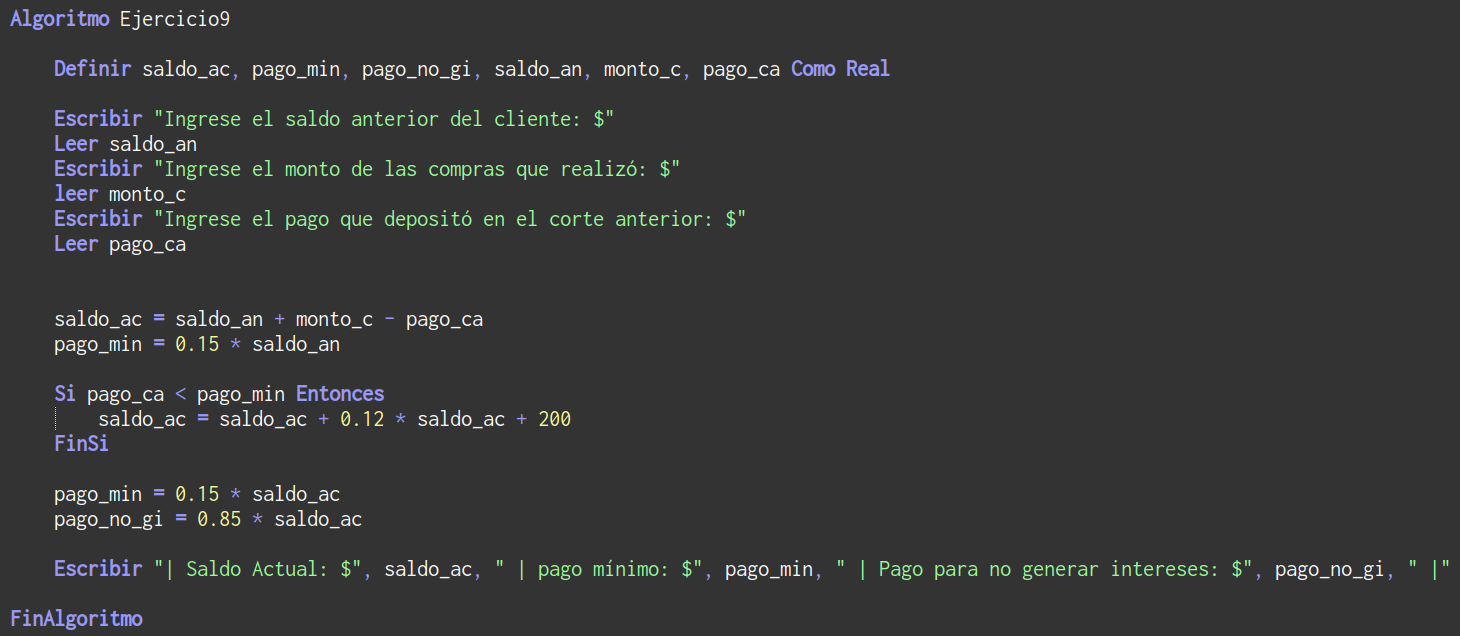 Algoritmo Ejercicio9
Definir saldo_ac, pago_min, pago_no_gi, saldo_an, monto_c, pago_ca Como Real
Escribir "Ingrese el saldo anterior del cliente: $"
Leer saldo_an
Escribir "Ingrese el monto de las compras que realizó: $"
leer monto_c
Escribir "Ingrese el pago que depositó en el corte anterior: $"
Leer pago_ca
saldo_ac = saldo_an + monto_c - pago_ca
pago_min = 0.15 * saldo_an
Si pago_ca < pago_min Entonces
saldo_ac = saldo_ac + 0.12 * saldo_ac + 200
FinSi
pago_min = 0.15 * saldo_ac
pago_no_gi = 0.85 * saldo_ac
Escribir "| Saldo Actual: $", saldo_ac, " | pago mínimo: $", pago_min, " | Pago para no generar intereses: $", pago_no_gi, " |"
FinAlgoritmo